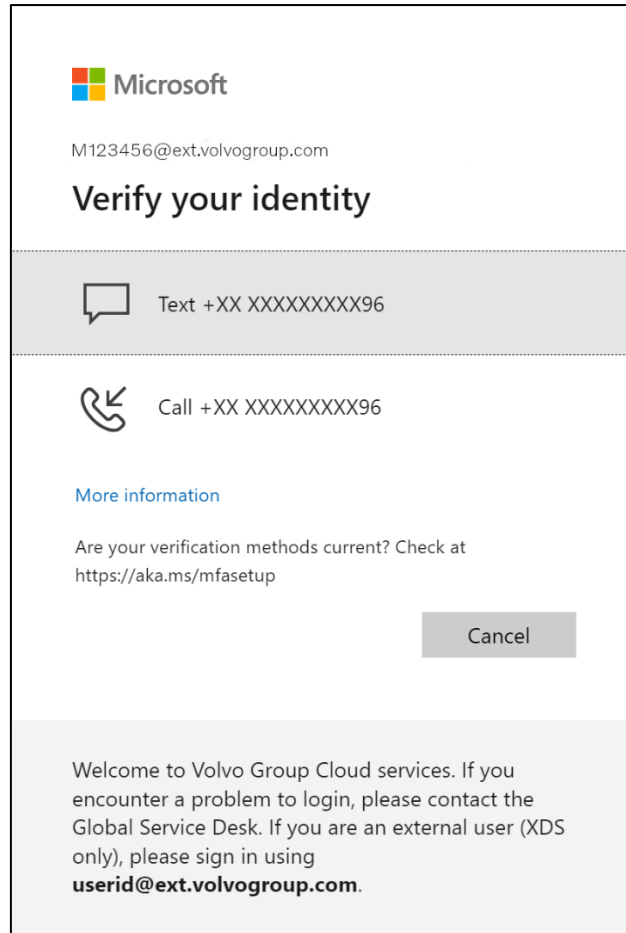 Microsoft
M123456@ext.volvogroup.com
Verify your identity
Text +XX XXXXXXXXX96
Call +XX XXXXXXXXX96
More information
Are your verification methods current? Check at
https://aka.ms/mfasetup
Cancel
Welcome to Volvo Group Cloud services. If you
encounter a problem to login, please contact the
Global Service Desk. If you are an external user (XDS
only), please sign in using
userid@ext.volvogroup.com.